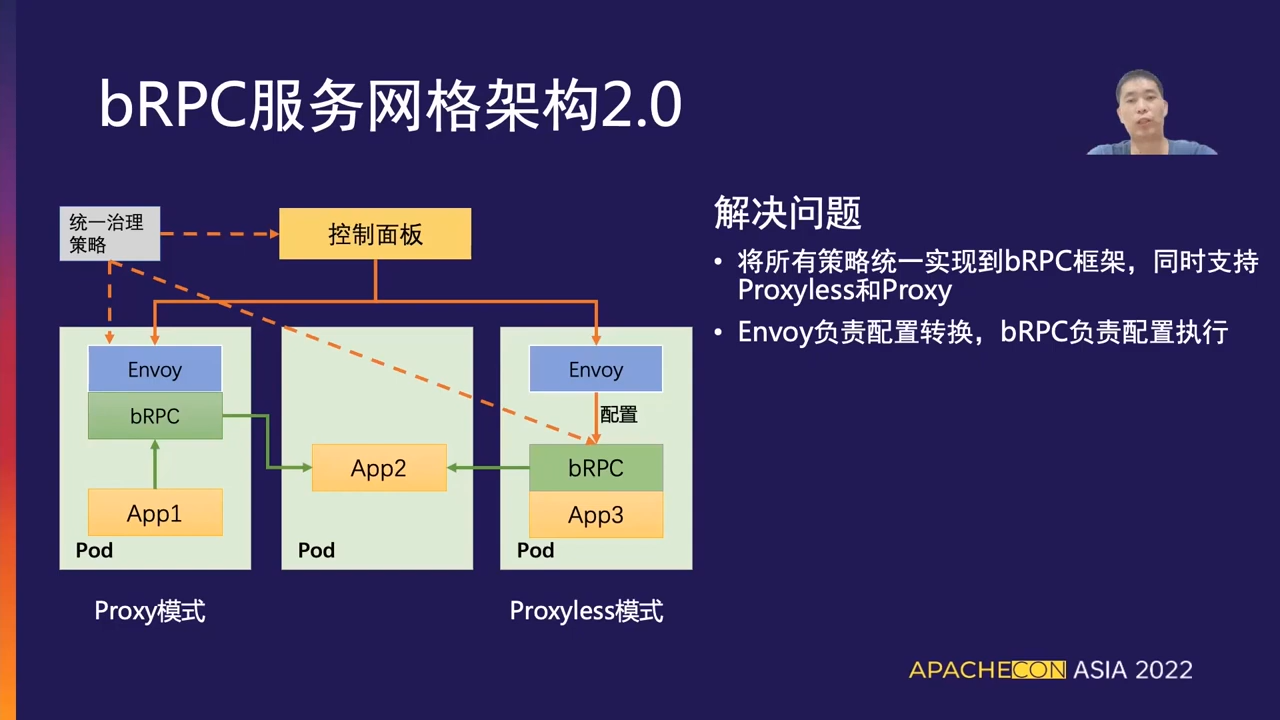 bRPC服务网格架构2.0
统一治理
策略
控制面板
解决问题
• 将所有策略统一实现到bRPC框架，同时支持
Proxyless和Proxy
• Envoy负责配置转换，bRPC负责配置执行
Envoy
bRPC
App1
Pod
App2
Pod
Envoy
配置
bRPC
App3
Pod
Proxy模式
Proxyless模式
APACHECON ASIA 2022